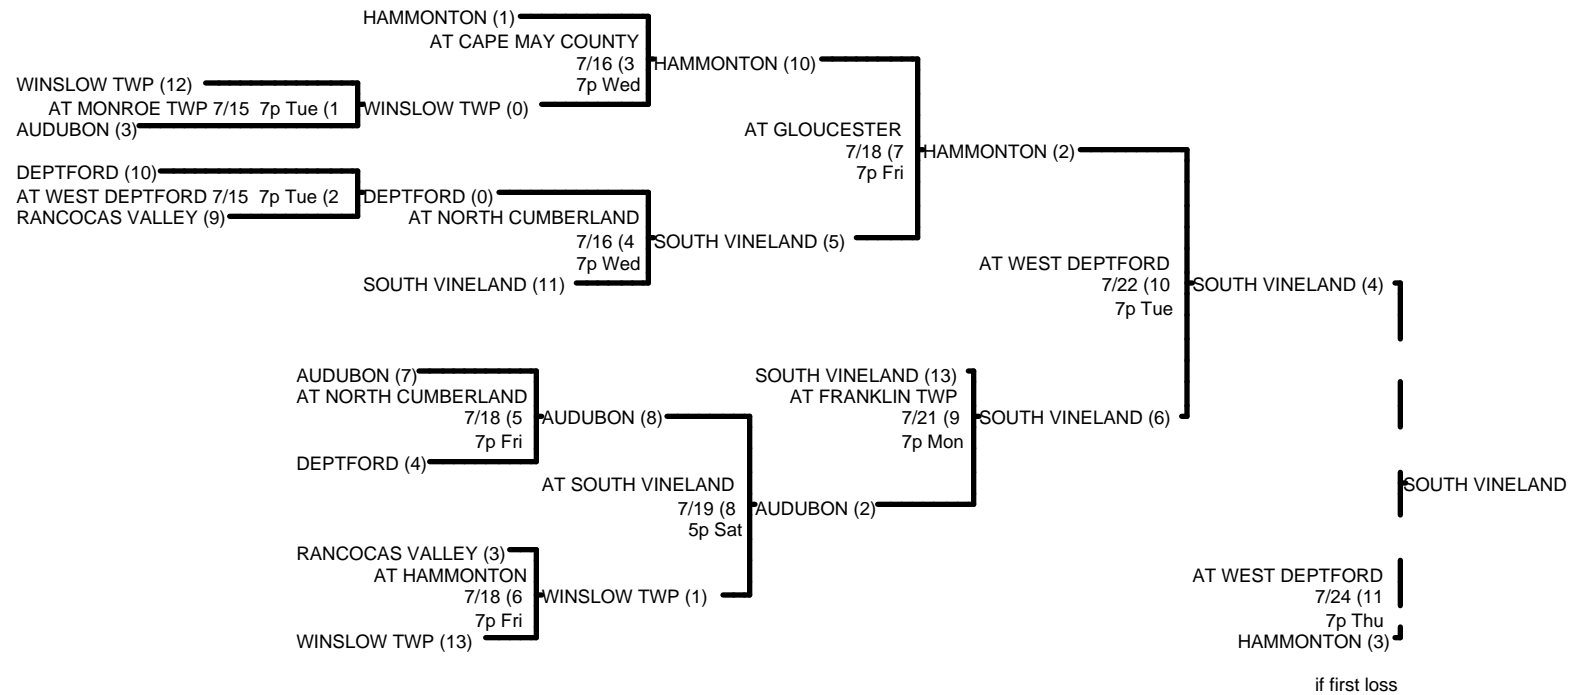 HAMMONTON (1)
AT CAPE MAY COUNTY
7/16 (3
7p Wed
HAMMONTON (10)
WINSLOW TWP (12)
AT MONROE TWP 7/15 7p Tue (1
AUDUBON (3)
WINSLOW TWP (0)
AT GLOUCESTER
7/18 (7
7p Fri
HAMMONTON (2)
DEPTFORD (10)
AT WEST DEPTFORD 7/15 7p Tue (2
RANCOCAS VALLEY (9)
DEPTFORD (0)
AT NORTH CUMBERLAND
7/16 (4
7p Wed
SOUTH VINELAND (5)
SOUTH VINELAND (11)
AT WEST DEPTFORD
7/22 (10
7p Tue
SOUTH VINELAND (4)
AUDUBON (7)
AT NORTH CUMBERLAND
7/18 (5
7p Fri
AUDUBON (8)
DEPTFORD (4)
SOUTH VINELAND (13)
AT FRANKLIN TWP
7/21 (9
7p Mon
SOUTH VINELAND (6)
AT SOUTH VINELAND
7/19 (8
5p Sat
AUDUBON (2)
SOUTH VINELAND
RANCOCAS VALLEY (3)
AT HAMMONTON
7/18 (6
7p Fri
WINSLOW TWP (1)
WINSLOW TWP (13)
AT WEST DEPTFORD
7/24 (11
7p Thu
HAMMONTON (3)
if first loss